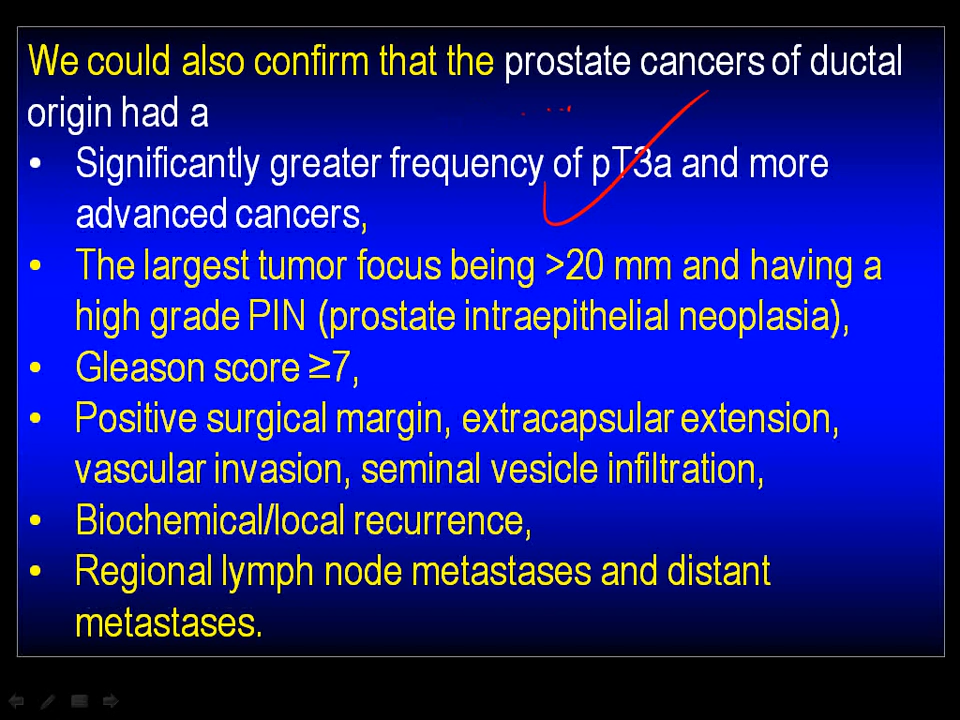 We could also confirm that the prostate cancers of ductal
origin had a
• Significantly greater frequency of pT3a and more
advanced cancers,
• The largest tumor focus being >20 mm and having a
high grade PIN (prostate intraepithelial neoplasia),
• Gleason score ≥7,
• Positive surgical margin, extracapsular extension,
vascular invasion, seminal vesicle infiltration,
• Biochemical/local recurrence,
• Regional lymph node metastases and distant
metastases.